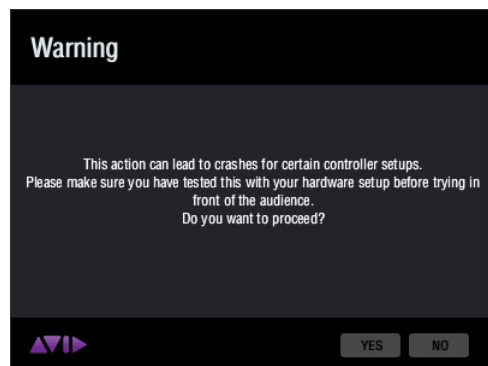 Warning
This action can lead to crashes for certain controller setups.
Please make sure you have tested this with your hardware setup before trying in
front of the audience.
Do you want to proceed?
AVID
YES NO